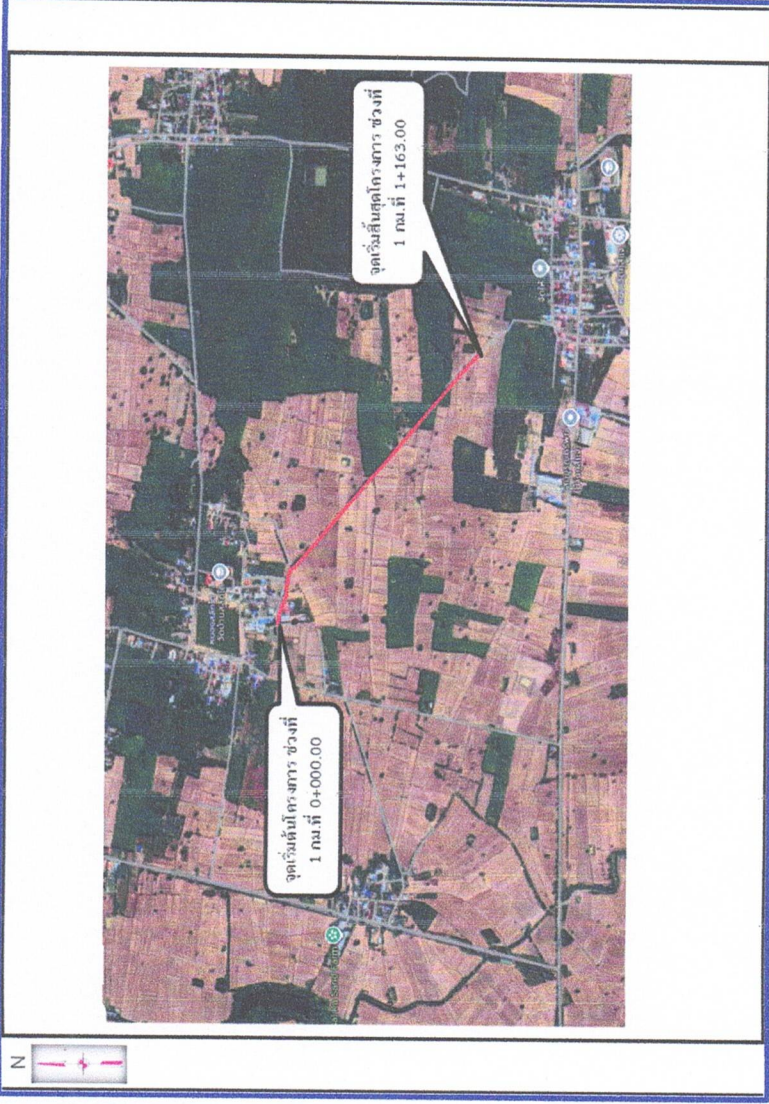 N
จุดเริ่มต้นโครงการ ช่วงที่
1 กม.ที่ 0+000.00
จุดเริ่มสิ้นสุดโครงการ ช่วงที่
1 กม.ที่ 1+163.00